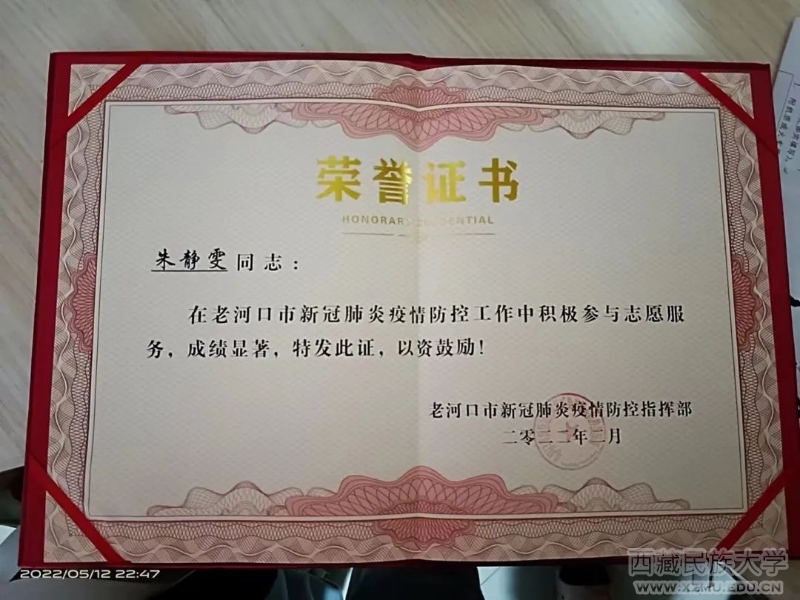 荣誉证书
朱静雯同志：
在老河口市新冠肺炎疫情防控工作中积极参与志愿服
务，成绩显著，特发此证，以资鼓励！
老河口市新冠肺炎疫情防控指挥部
二零二二年二月
2022/05/12 22:47
西藏民族大学
WWW.XZMU.EDU.CN